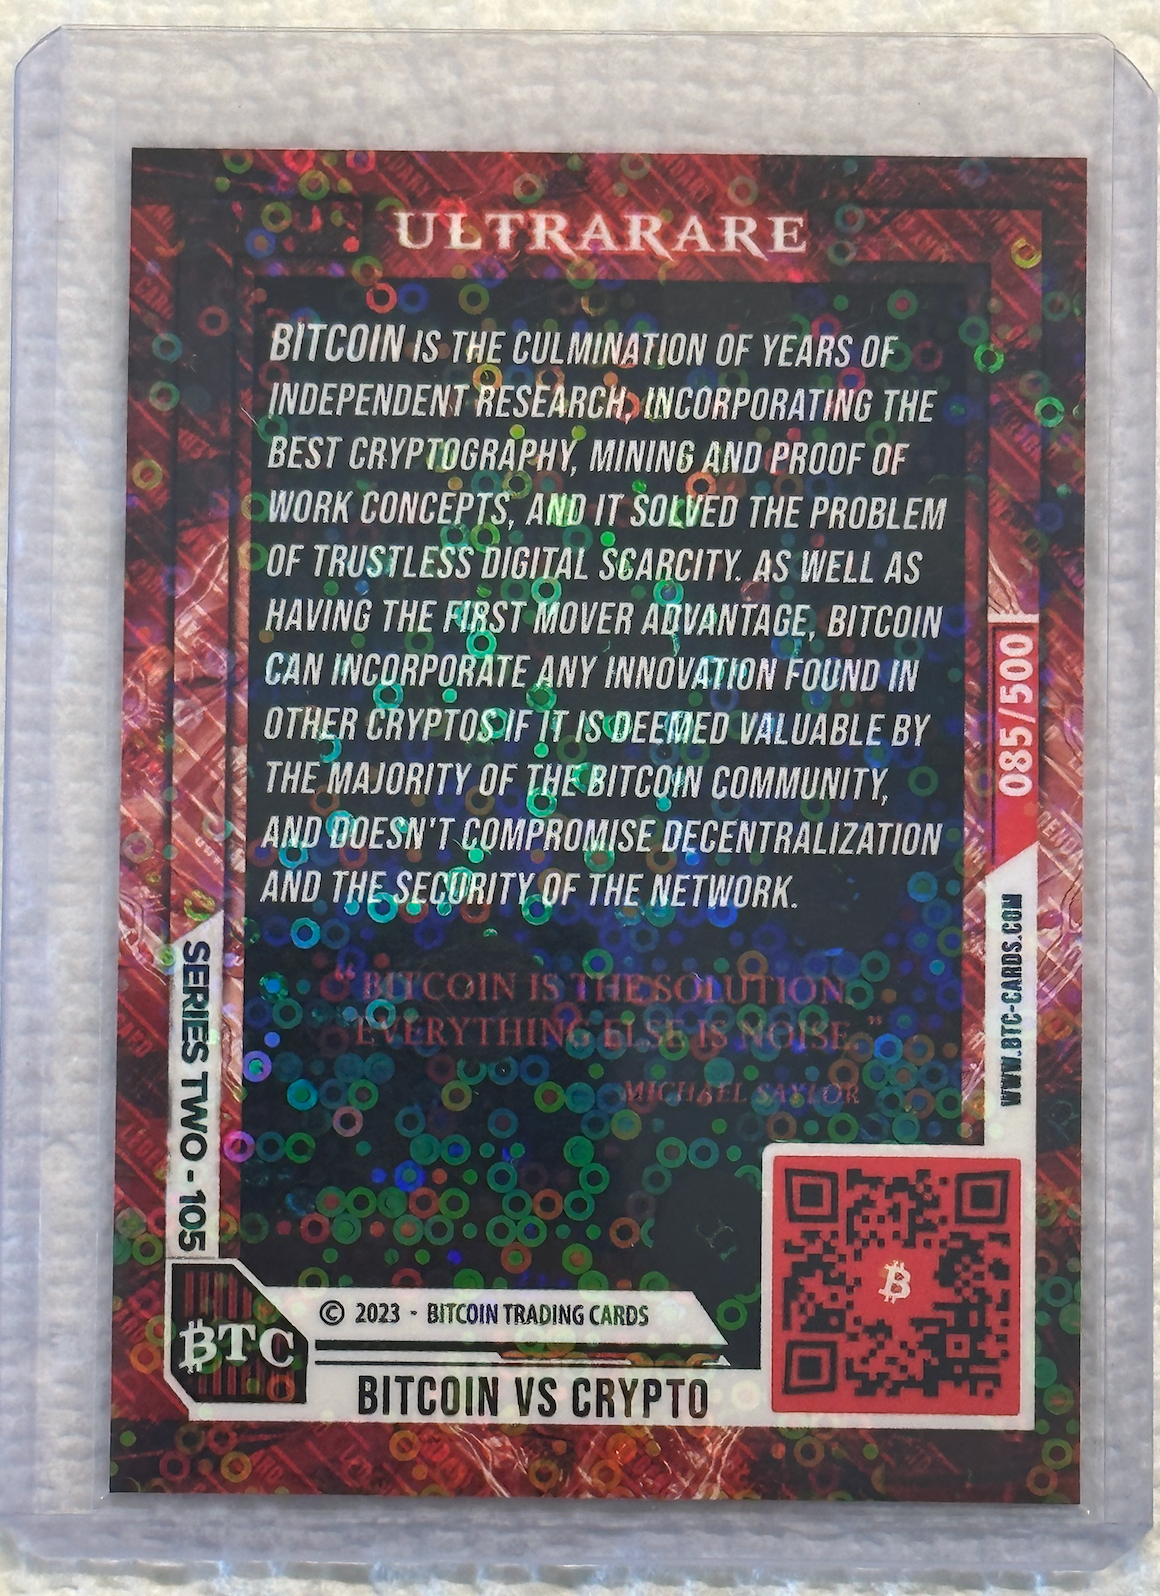 ULTRARARE
BITCOIN IS THE CULMINATION OF YEARS OF
INDEPENDENT RESEARCH, INCORPORATING THE
BEST CRYPTOGRAPHY, MINING AND PROOF OF
WORK CONCEPTS, AND IT SOLVED THE PROBLEM
OF TRUSTLESS DIGITAL SCARCITY. AS WELL AS
HAVING THE FIRST MOVER ADVANTAGE, BITCOIN
CAN INCORPORATE ANY INNOVATION FOUND IN
OTHER CRYPTOS IF IT IS DEEMED VALUABLE BY
THE MAJORITY OF THE BITCOIN COMMUNITY,
AND DOESN'T COMPROMISE DECENTRALIZATION
AND THE SECURITY OF THE NETWORK.
“BITCOIN IS THE SOLUTION,
EVERYTHING ELSE IS NOISE.”
MICHAEL SAYLOR
085/500
WWW.BTC-CARDS.COM
SERIES TWO - 105
₿TC
© 2023 - BITCOIN TRADING CARDS
BITCOIN VS CRYPTO